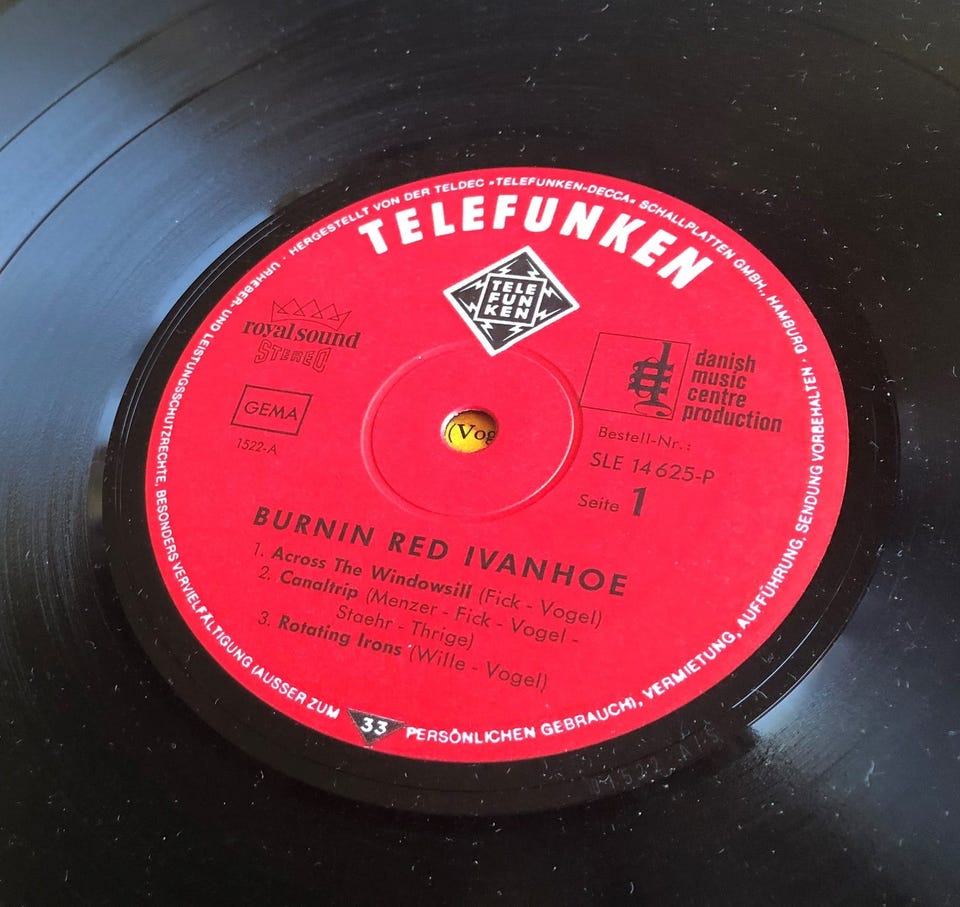 URHEBER- UND LEISTUNGSSCHUTZRECHTE, BESONDERS VERVIELFÄLTIGUNG (AUSSER ZUM PERSÖNLICHEN GEBRAUCH), VERMIETUNG, AUFFÜHRUNG, SENDUNG VORBEHALTEN · HERGESTELLT VON DER TELDEC »TELEFUNKEN-DECCA« SCHALLPLATTEN GMBH., HAMBURG ·
TELEFUNKEN
TELE
FUN
KEN
royal sound
STEREO
GEMA
1522-A
danish
music
centre
production
Bestell-Nr.:
SLE 14 625-P
Seite 1
(Vog
BURNIN RED IVANHOE
1. Across The Windowsill (Fick - Vogel)
2. Canaltrip (Menzer - Fick - Vogel -
Staehr - Thrige)
3. Rotating Irons (Wille - Vogel)
33